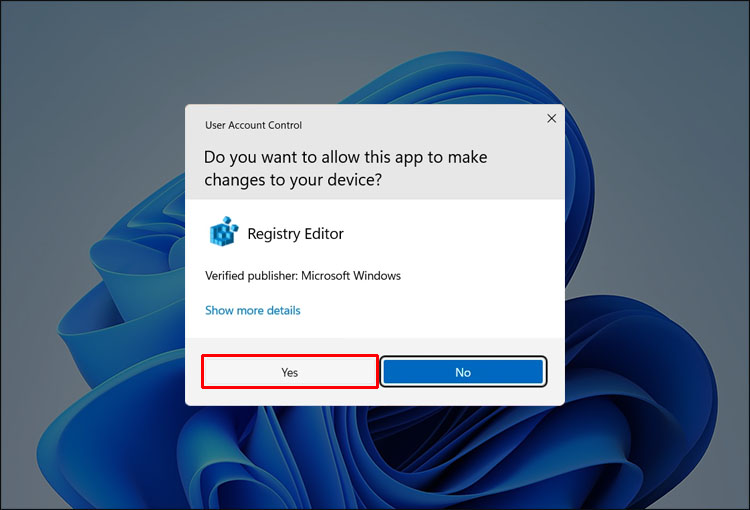 User Account Control
Do you want to allow this app to make
changes to your device?
Registry Editor
Verified publisher: Microsoft Windows
Show more details
Yes
No